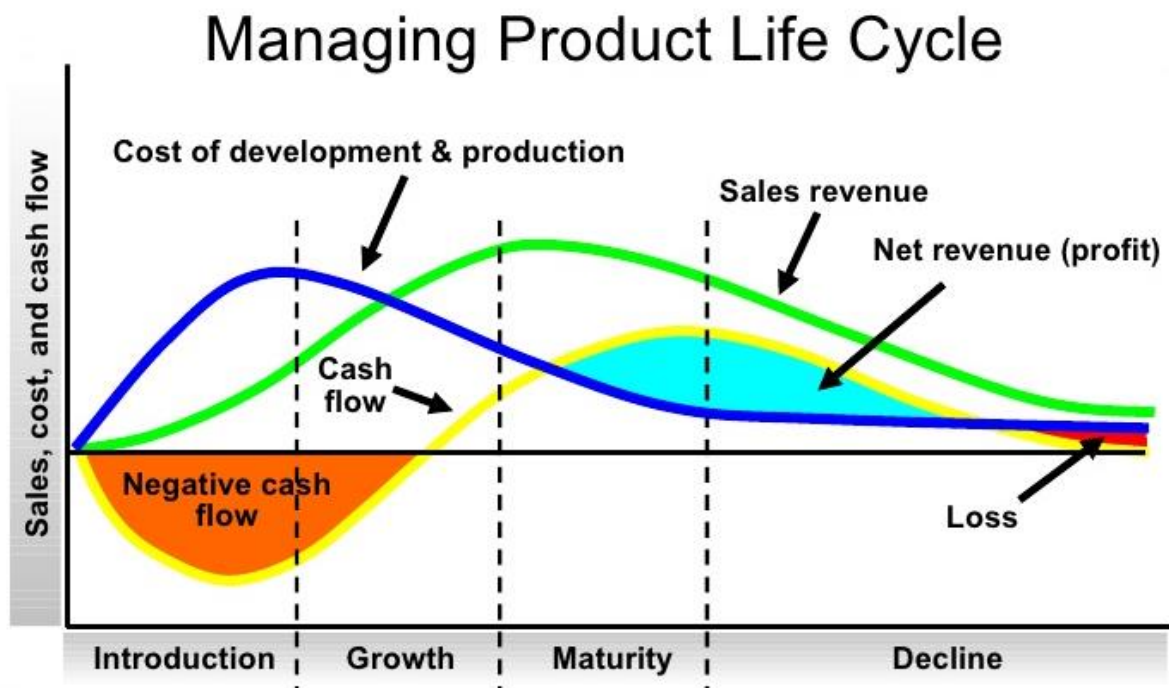 Managing Product Life Cycle
Sales, cost, and cash flow
Cost of development & production
Sales revenue
Net revenue (profit)
Cash
flow
Negative cash
flow
Loss
Introduction
Growth
Maturity
Decline